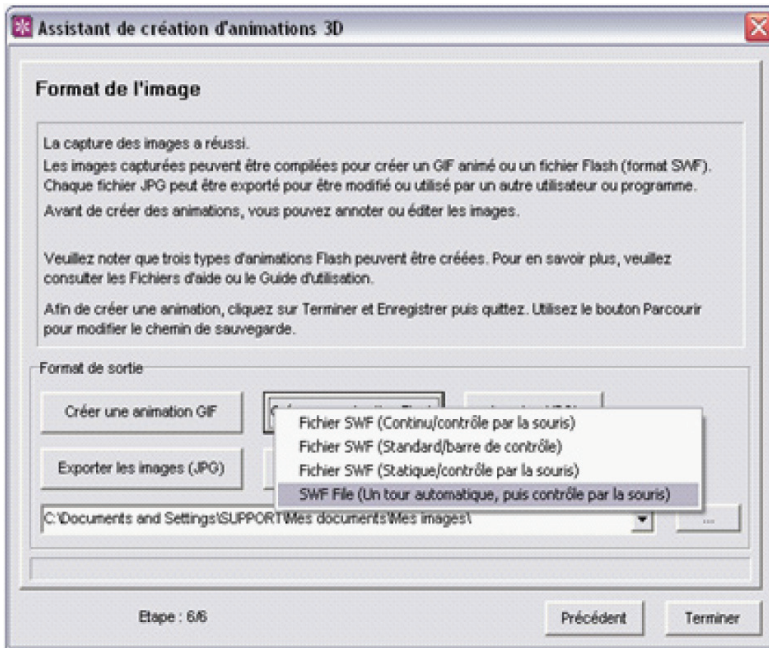 Assistant de création d'animations 3D
Format de l'image
La capture des images a réussi.
Les images capturées peuvent être compilées pour créer un GIF animé ou un fichier Flash (format SWF).
Chaque fichier JPG peut être exporté pour être modifié ou utilisé par un autre utilisateur ou programme.
Avant de créer des animations, vous pouvez annoter ou éditer les images.
Veuillez noter que trois types d'animations Flash peuvent être créées. Pour en savoir plus, veuillez
consulter les Fichiers d'aide ou le Guide d'utilisation.
Afin de créer une animation, cliquez sur Terminer et Enregistrer puis quittez. Utilisez le bouton Parcourir
pour modifier le chemin de sauvegarde.
Format de sortie
Créer une animation GIF
Fichier SWF (Continu/contrôle par la souris)
Fichier SWF (Standard/barre de contrôle)
Exporter les images (JPG)
Fichier SWF (Statique/contrôle par la souris)
SWF File (Un tour automatique, puis contrôle par la souris)
C:\Documents and Settings\SUPPORT\Mes documents\Mes images\
...
Etape : 6/6
Précédent
Terminer